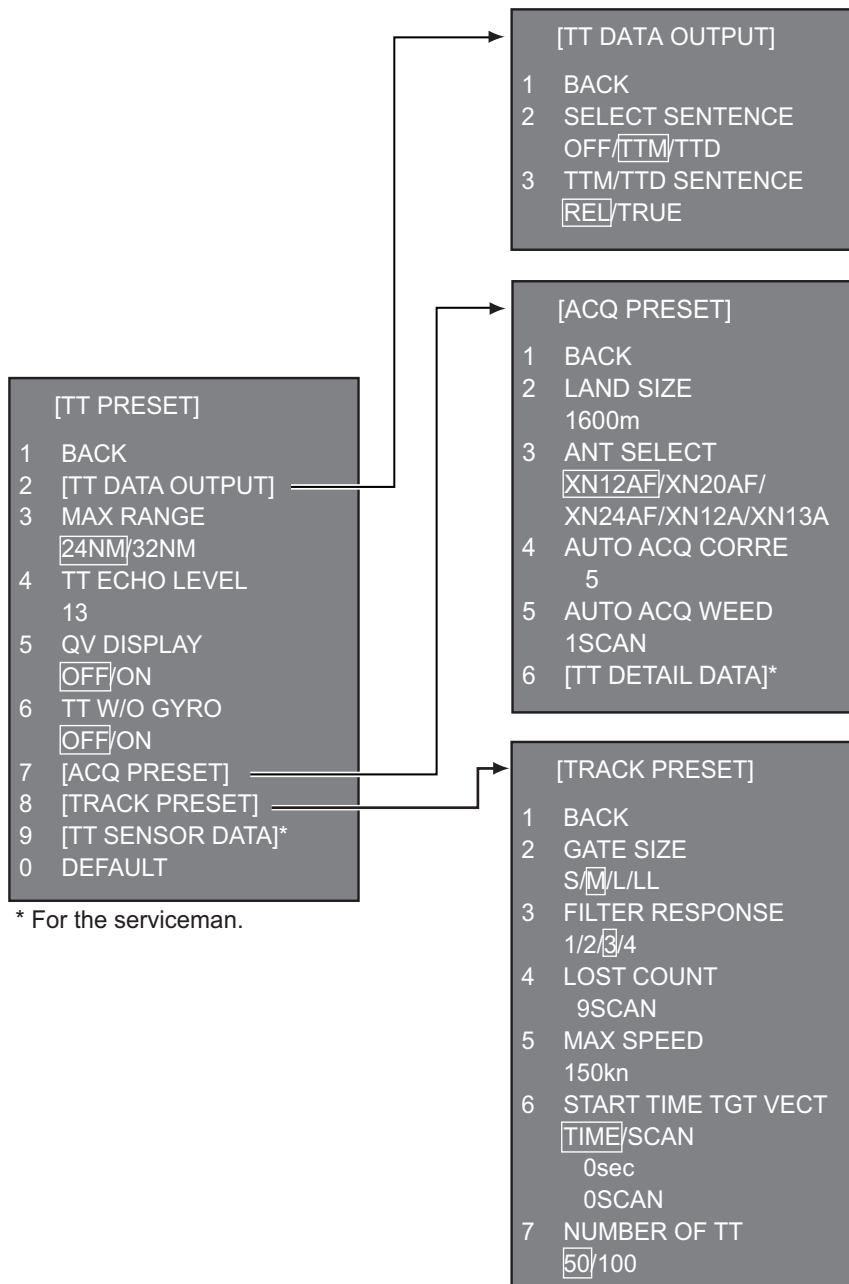 [TT PRESET]
1 BACK
2 [TT DATA OUTPUT]
3 MAX RANGE
24NM/32NM
4 TT ECHO LEVEL
13
5 QV DISPLAY
OFF/ON
6 TT W/O GYRO
OFF/ON
7 [ACQ PRESET]
8 [TRACK PRESET]
9 [TT SENSOR DATA]*
0 DEFAULT
* For the serviceman.
[TT DATA OUTPUT]
1 BACK
2 SELECT SENTENCE
OFF/TTM/TTD
3 TTM/TTD SENTENCE
REL/TRUE
[ACQ PRESET]
1 BACK
2 LAND SIZE
1600m
3 ANT SELECT
XN12AF/XN20AF/
XN24AF/XN12A/XN13A
4 AUTO ACQ CORRE
5
5 AUTO ACQ WEED
1SCAN
6 [TT DETAIL DATA]*
[TRACK PRESET]
1 BACK
2 GATE SIZE
S/M/L/LL
3 FILTER RESPONSE
1/2/3/4
4 LOST COUNT
9SCAN
5 MAX SPEED
150kn
6 START TIME TGT VECT
TIME/SCAN
0sec
0SCAN
7 NUMBER OF TT
50/100